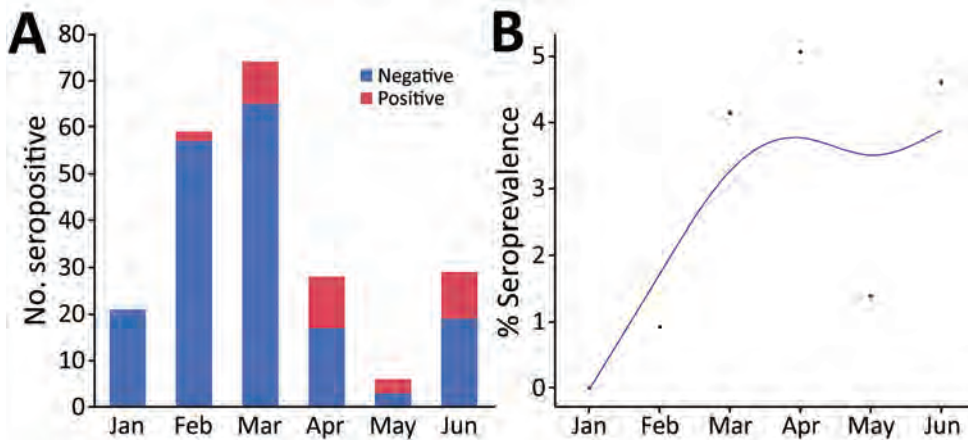 A
No. seropositive
80
70
60
50
40
30
20
10
0
Negative
Positive
Jan Feb Mar Apr May Jun
B
% Seroprevalence
5
4
3
2
1
0
Jan Feb Mar Apr May Jun